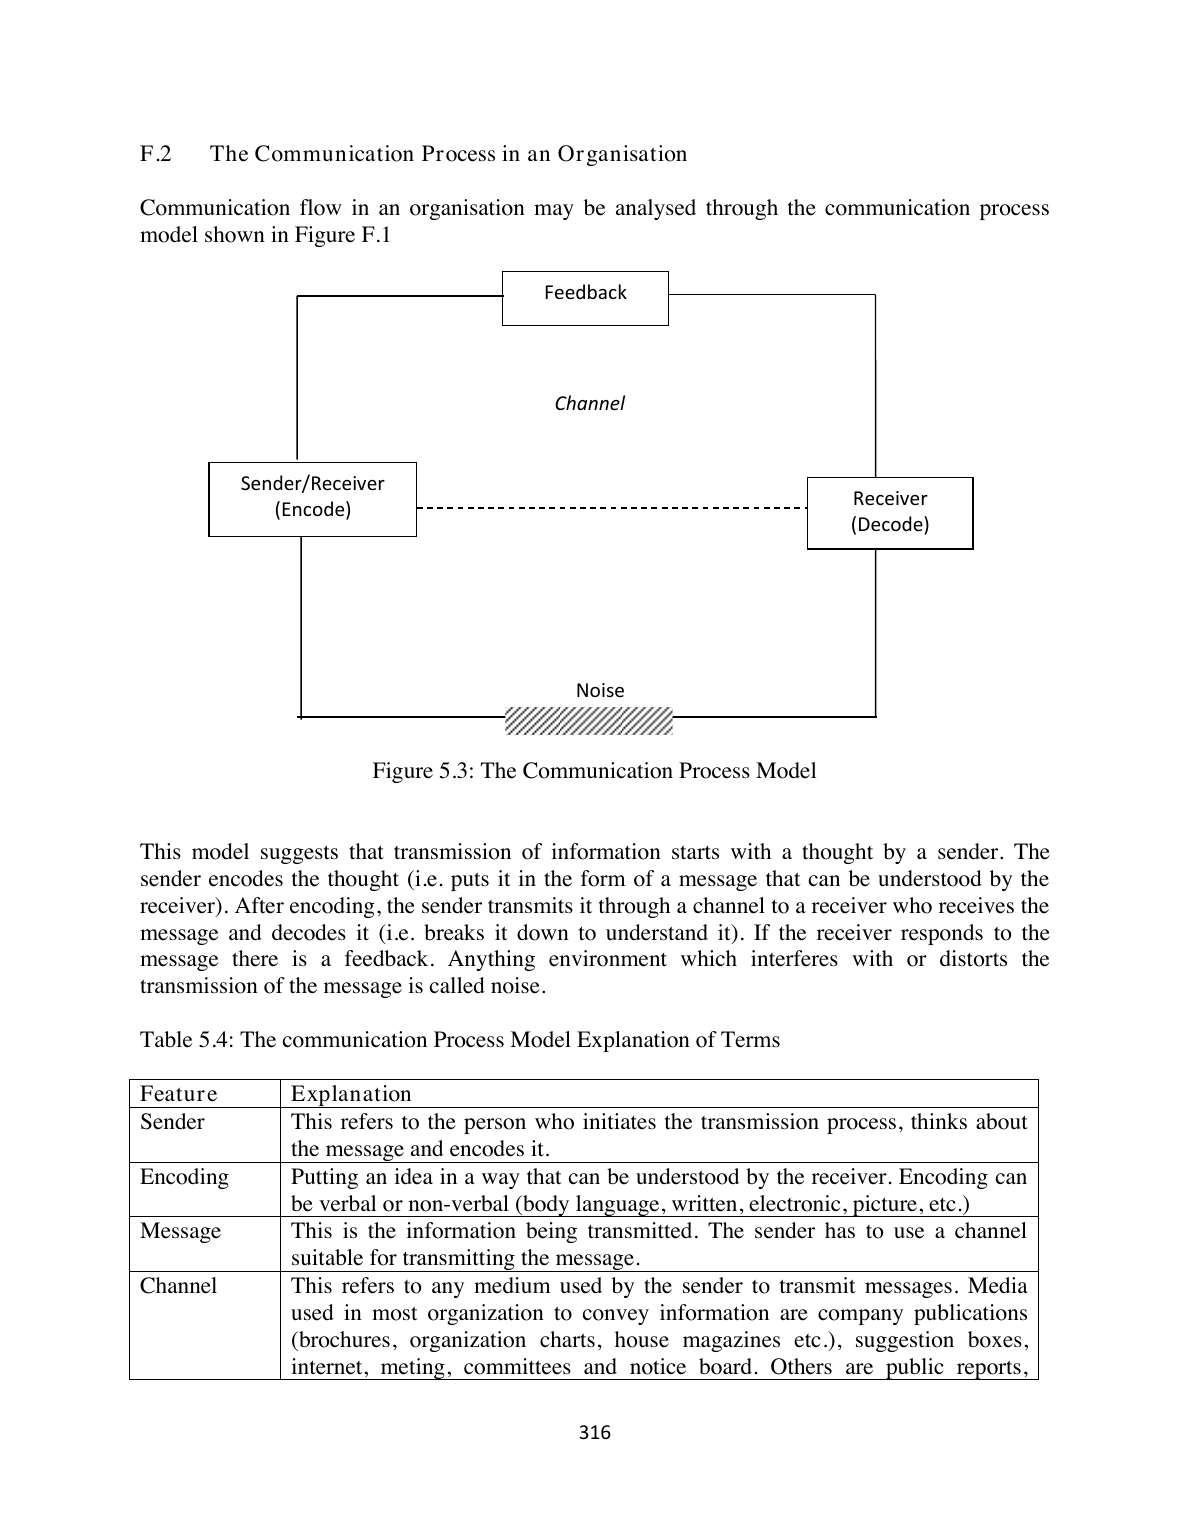 F.2 The Communication Process in an Organisation
Communication flow in an organisation may be analysed through the communication process
model shown in Figure F.1
Feedback
Channel
Sender/Receiver
(Encode)
Receiver
(Decode)
Noise
Figure 5.3: The Communication Process Model
This model suggests that transmission of information starts with a thought by a sender. The
sender encodes the thought (i.e. puts it in the form of a message that can be understood by the
receiver). After encoding, the sender transmits it through a channel to a receiver who receives the
message and decodes it (i.e. breaks it down to understand it). If the receiver responds to the
message there is a feedback. Anything environment which interferes with or distorts the
transmission of the message is called noise.
Table 5.4: The communication Process Model Explanation of Terms
Feature Explanation
Sender This refers to the person who initiates the transmission process, thinks about
the message and encodes it.
Encoding Putting an idea in a way that can be understood by the receiver. Encoding can
be verbal or non-verbal (body language, written, electronic, picture, etc.)
Message This is the information being transmitted. The sender has to use a channel
suitable for transmitting the message.
Channel This refers to any medium used by the sender to transmit messages. Media
used in most organization to convey information are company publications
(brochures, organization charts, house magazines etc.), suggestion boxes,
internet, meting, committees and notice board. Others are public reports,
316